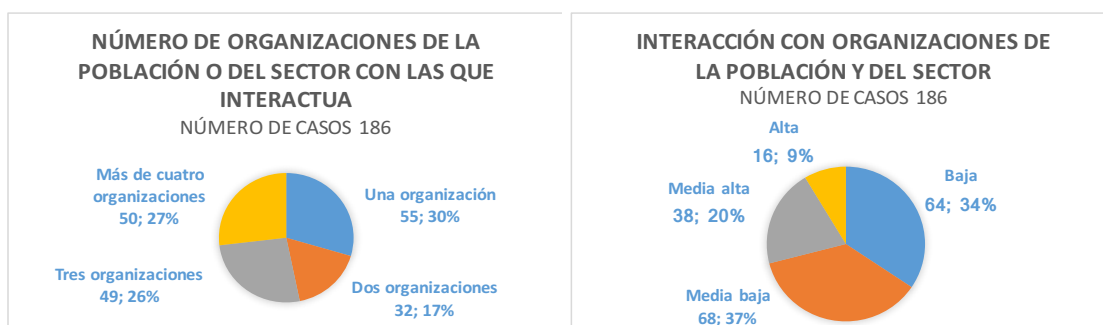 NÚMERO DE ORGANIZACIONES DE LA
POBLACIÓN O DEL SECTOR CON LAS QUE
INTERACTUA
NÚMERO DE CASOS 186
Más de cuatro
organizaciones
50; 27%
Una organización
55; 30%
Tres organizaciones
49; 26%
Dos organizaciones
32; 17%
INTERACCIÓN CON ORGANIZACIONES DE
LA POBLACIÓN Y DEL SECTOR
NÚMERO DE CASOS 186
Alta
16; 9%
Media alta
38; 20%
Baja
64; 34%
Media baja
68; 37%